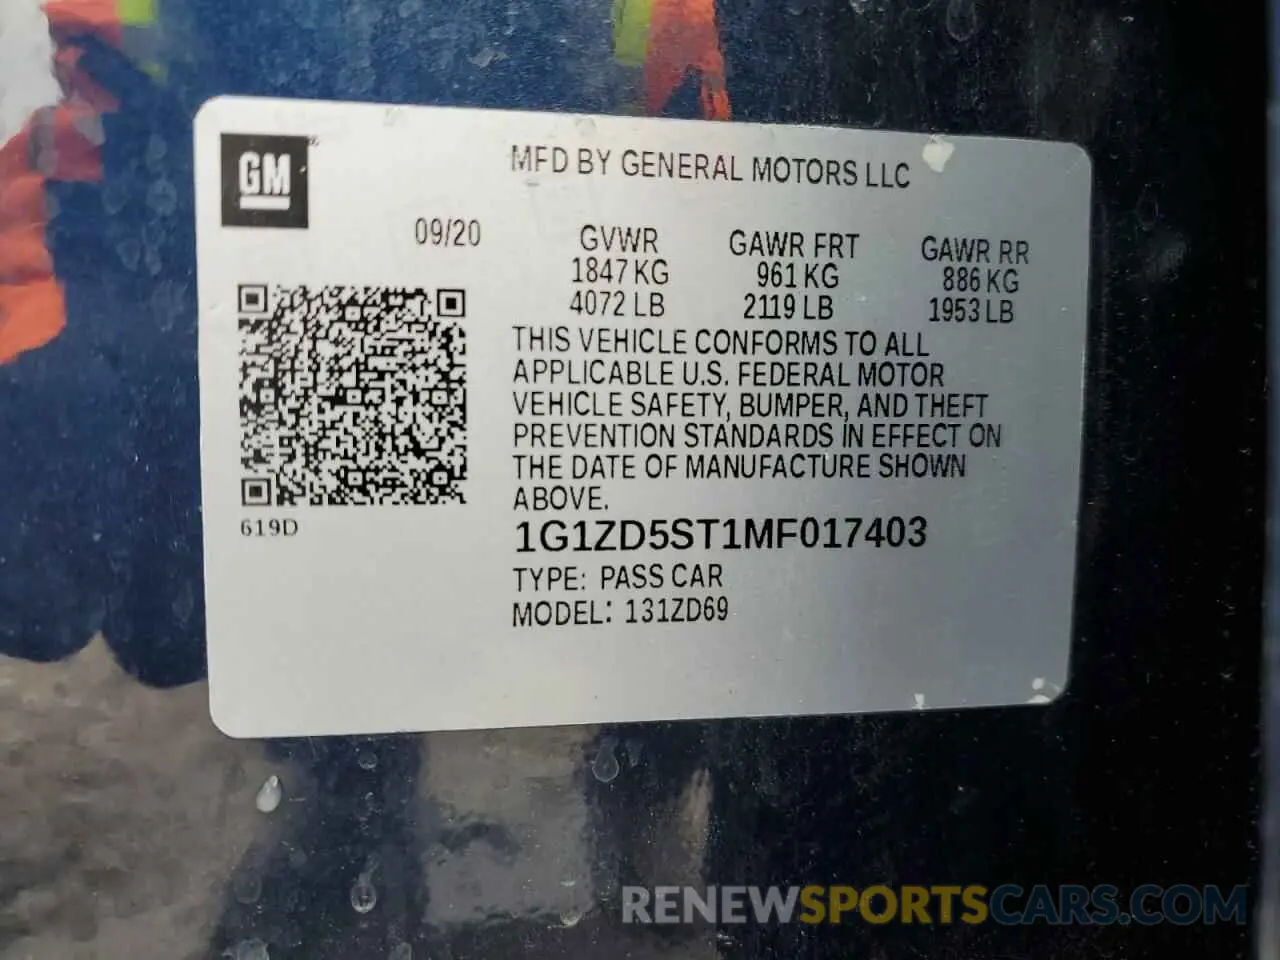 GM
MFD BY GENERAL MOTORS LLC
09/20 GVWR GAWR FRT GAWR RR
1847 KG 961 KG 886 KG
4072 LB 2119 LB 1953 LB
THIS VEHICLE CONFORMS TO ALL
APPLICABLE U.S. FEDERAL MOTOR
VEHICLE SAFETY, BUMPER, AND THEFT
PREVENTION STANDARDS IN EFFECT ON
THE DATE OF MANUFACTURE SHOWN
ABOVE.
619D
1G1ZD5ST1MF017403
TYPE: PASS CAR
MODEL: 131ZD69
RENEWSPORTSCARS.COM